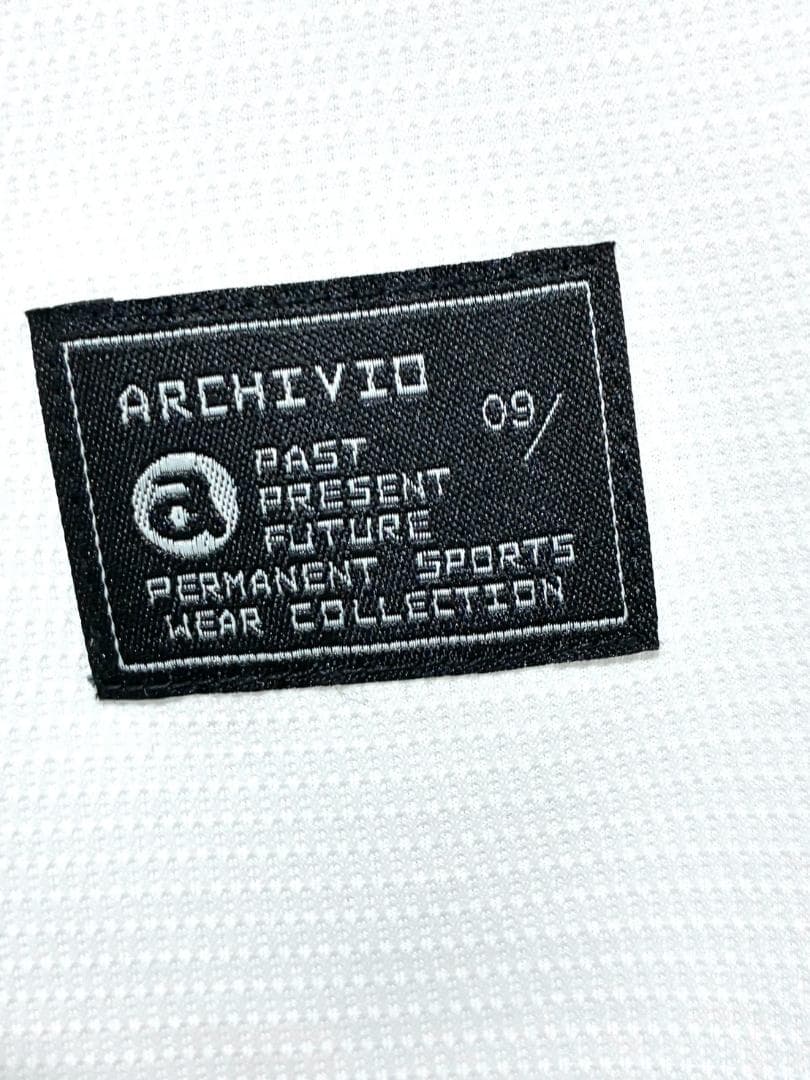 ARCHIVIO
09/
a
PAST
PRESENT
FUTURE
PERMANENT SPORTS
WEAR COLLECTION